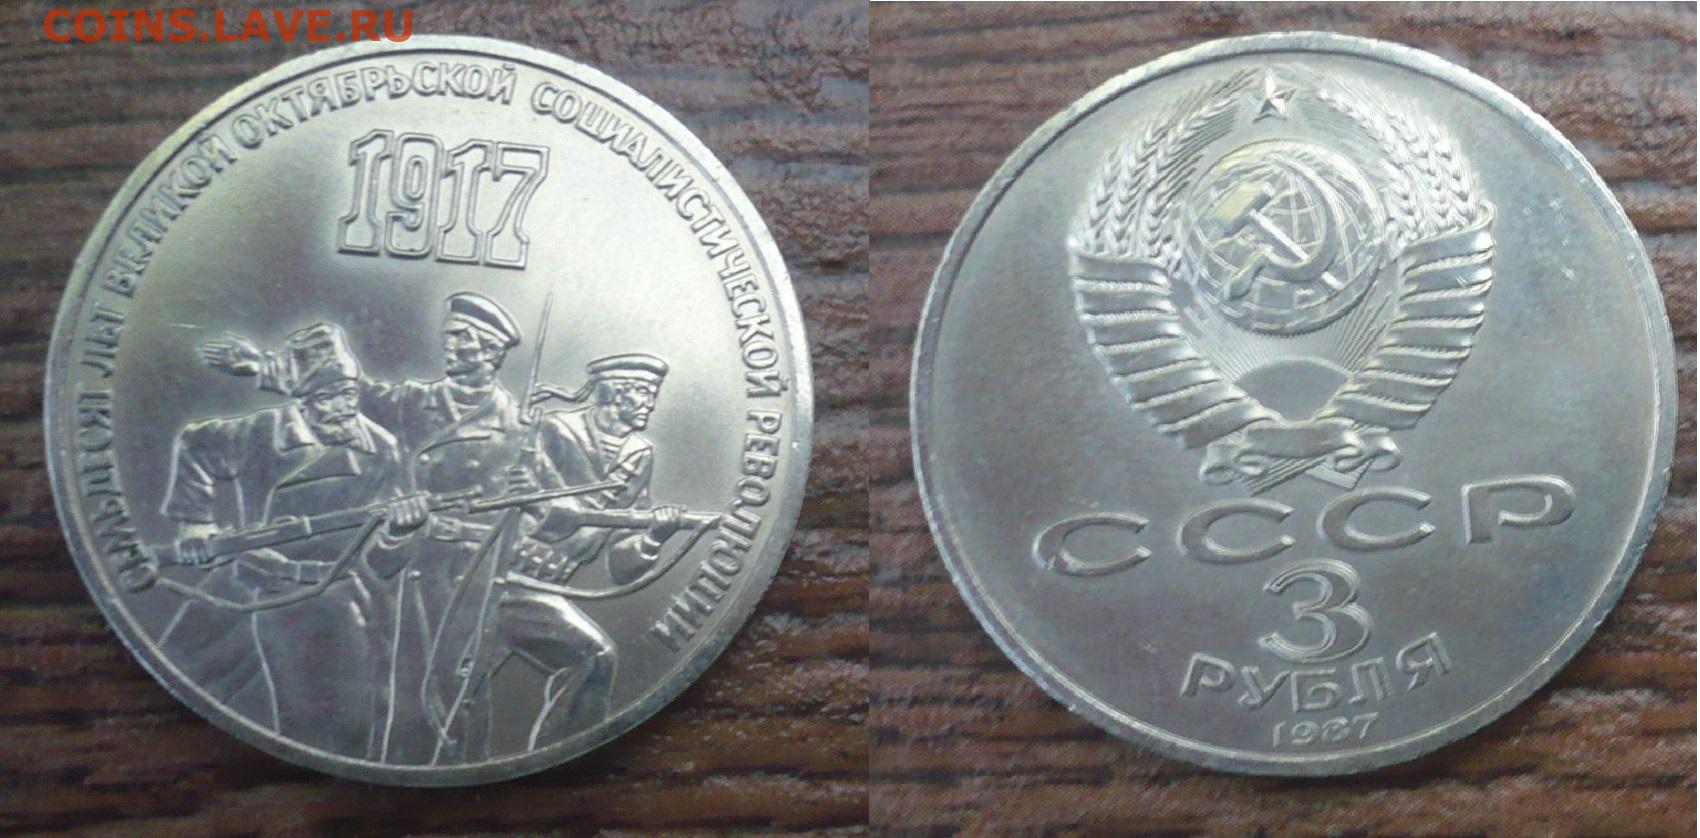 COINS.LAVE.RU
СЕМЬДЕСЯТ ЛЕТ ВЕЛИКОЙ ОКТЯБРЬСКОЙ СОЦИАЛИСТИЧЕСКОЙ РЕВОЛЮЦИИ
1917
СССР
3
РУБЛЯ
1987